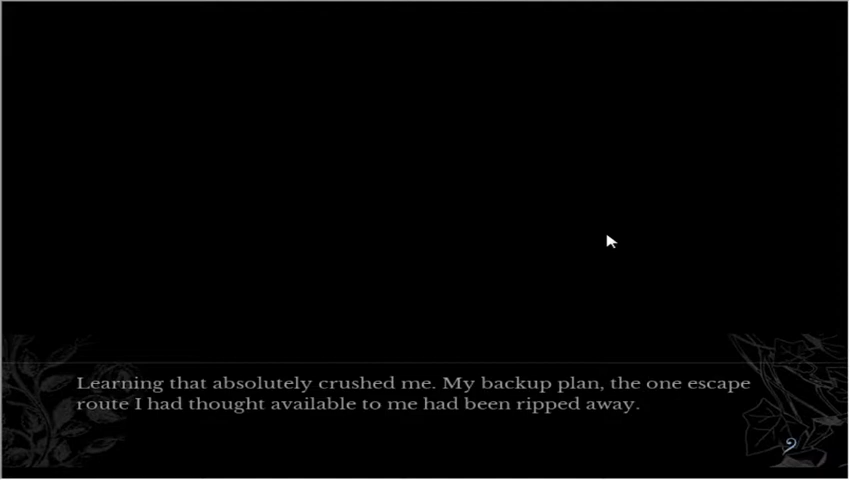 Learning that absolutely crushed me. My backup plan, the one escape
route I had thought available to me had been ripped away.